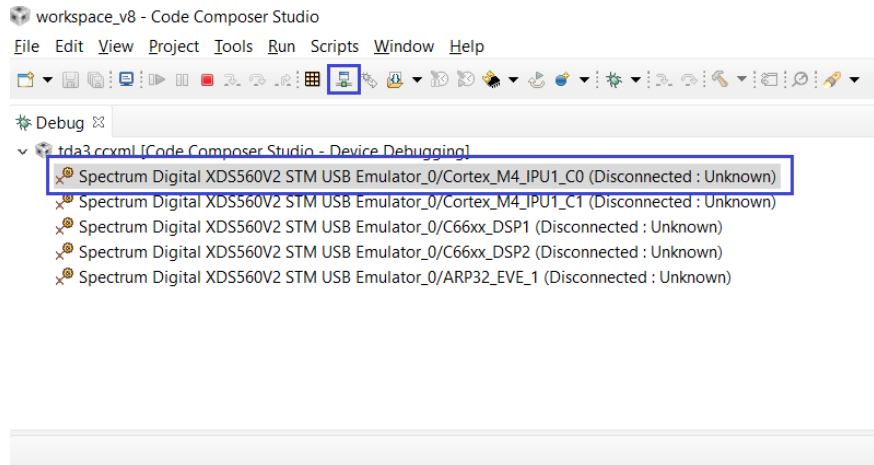 workspace_v8 - Code Composer Studio
File Edit View Project Tools Run Scripts Window Help
Debug
tda3.ccxml [Code Composer Studio - Device Debugging]
Spectrum Digital XDS560V2 STM USB Emulator_0/Cortex_M4_IPU1_C0 (Disconnected : Unknown)
Spectrum Digital XDS560V2 STM USB Emulator_0/Cortex_M4_IPU1_C1 (Disconnected : Unknown)
Spectrum Digital XDS560V2 STM USB Emulator_0/C66xx_DSP1 (Disconnected : Unknown)
Spectrum Digital XDS560V2 STM USB Emulator_0/C66xx_DSP2 (Disconnected : Unknown)
Spectrum Digital XDS560V2 STM USB Emulator_0/ARP32_EVE_1 (Disconnected : Unknown)